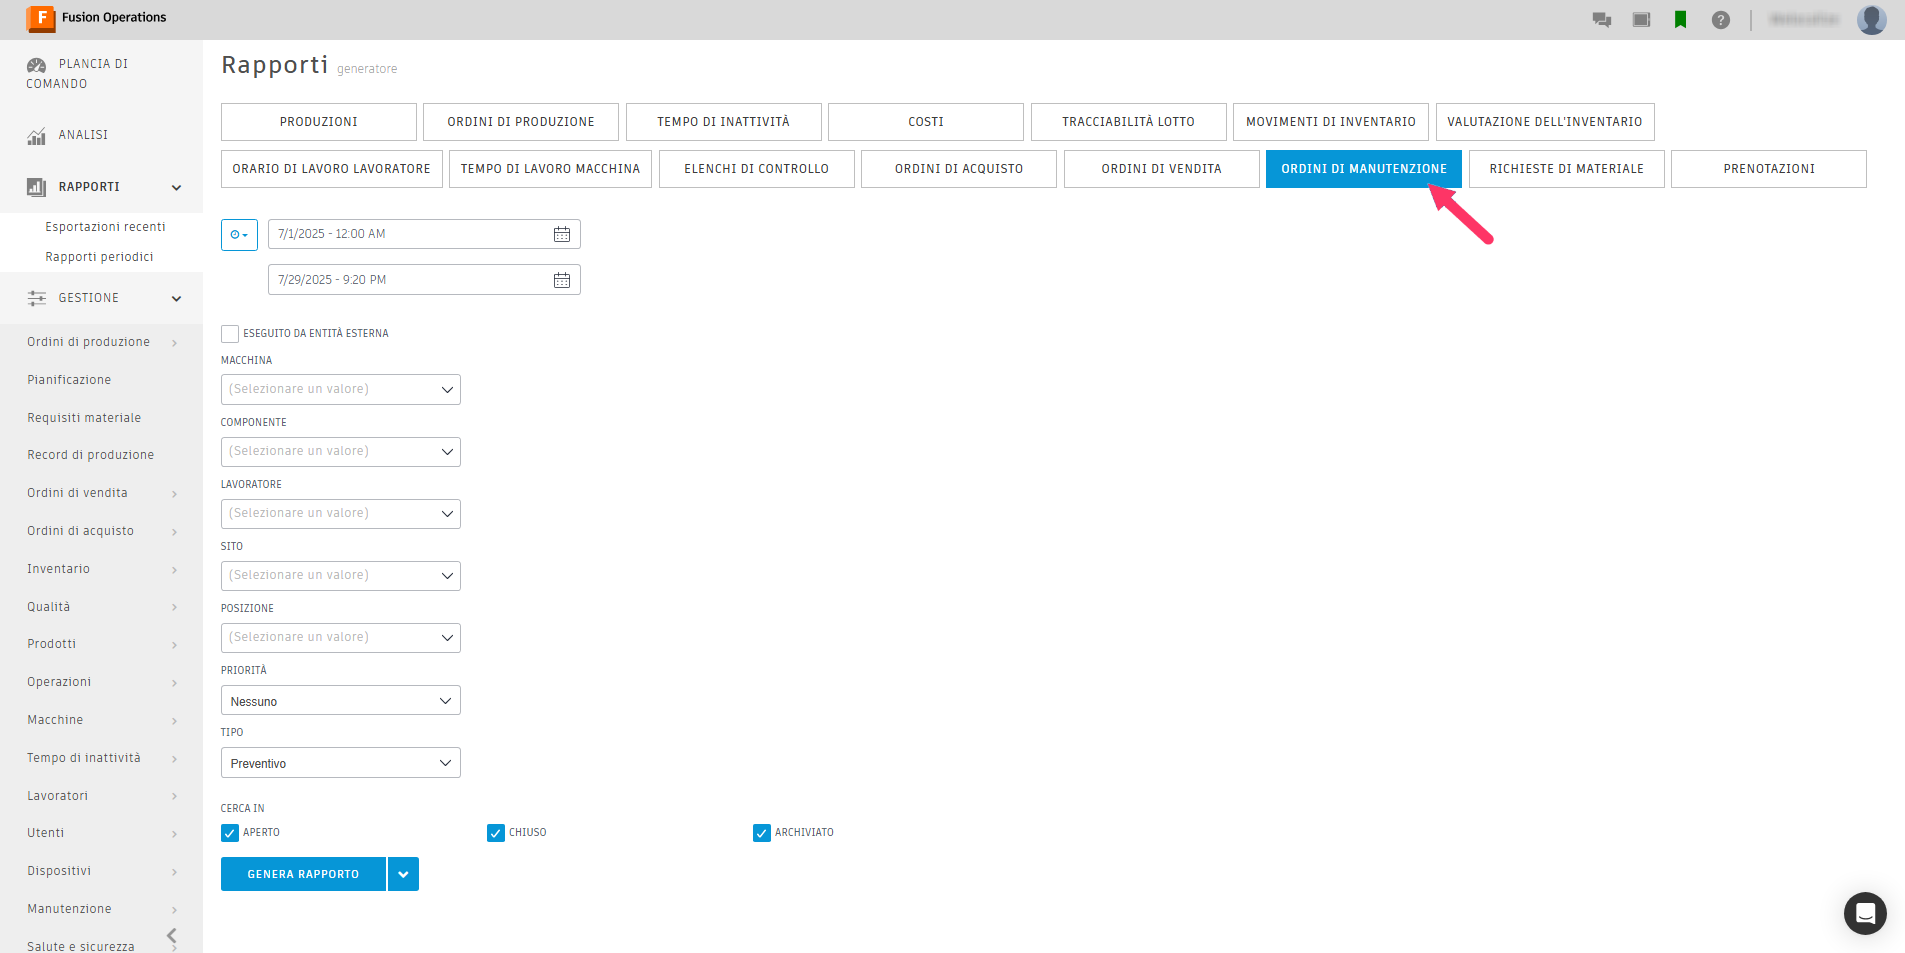 Fusion Operations
PLANCIA DI
COMANDO
ANALISI
RAPPORTI
Esportazioni recenti
Rapporti periodici
GESTIONE
Ordini di produzione
Pianificazione
Requisiti materiale
Record di produzione
Ordini di vendita
Ordini di acquisto
Inventario
Qualità
Prodotti
Operazioni
Macchine
Tempo di inattività
Lavoratori
Utenti
Dispositivi
Manutenzione
Salute e sicurezza
Rapporti generatore
PRODUZIONI
ORDINI DI PRODUZIONE
TEMPO DI INATTIVITÀ
COSTI
TRACCIABILITÀ LOTTO
MOVIMENTI DI INVENTARIO
VALUTAZIONE DELL'INVENTARIO
ORARIO DI LAVORO LAVORATORE
TEMPO DI LAVORO MACCHINA
ELENCHI DI CONTROLLO
ORDINI DI ACQUISTO
ORDINI DI VENDITA
ORDINI DI MANUTENZIONE
RICHIESTE DI MATERIALE
PRENOTAZIONI
7/1/2025 - 12:00 AM
7/29/2025 - 9:20 PM
ESEGUITO DA ENTITÀ ESTERNA
MACCHINA
(Selezionare un valore)
COMPONENTE
(Selezionare un valore)
LAVORATORE
(Selezionare un valore)
SITO
(Selezionare un valore)
POSIZIONE
(Selezionare un valore)
PRIORITÀ
Nessuno
TIPO
Preventivo
CERCA IN
APERTO
CHIUSO
ARCHIVIATO
GENERA RAPPORTO